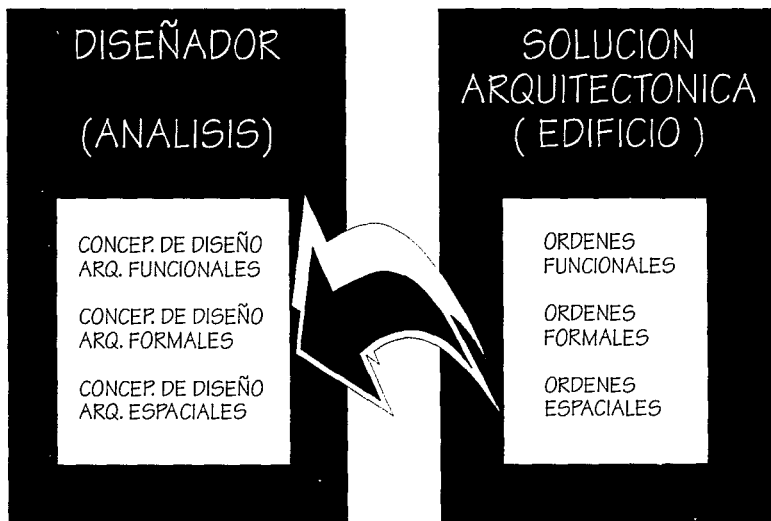 DISEÑADOR
(ANALISIS)
CONCEP. DE DISEÑO
ARQ. FUNCIONALES
CONCEP. DE DISEÑO
ARQ. FORMALES
CONCEP. DE DISEÑO
ARQ. ESPACIALES
SOLUCION
ARQUITECTONICA
( EDIFICIO )
ORDENES
FUNCIONALES
ORDENES
FORMALES
ORDENES
ESPACIALES